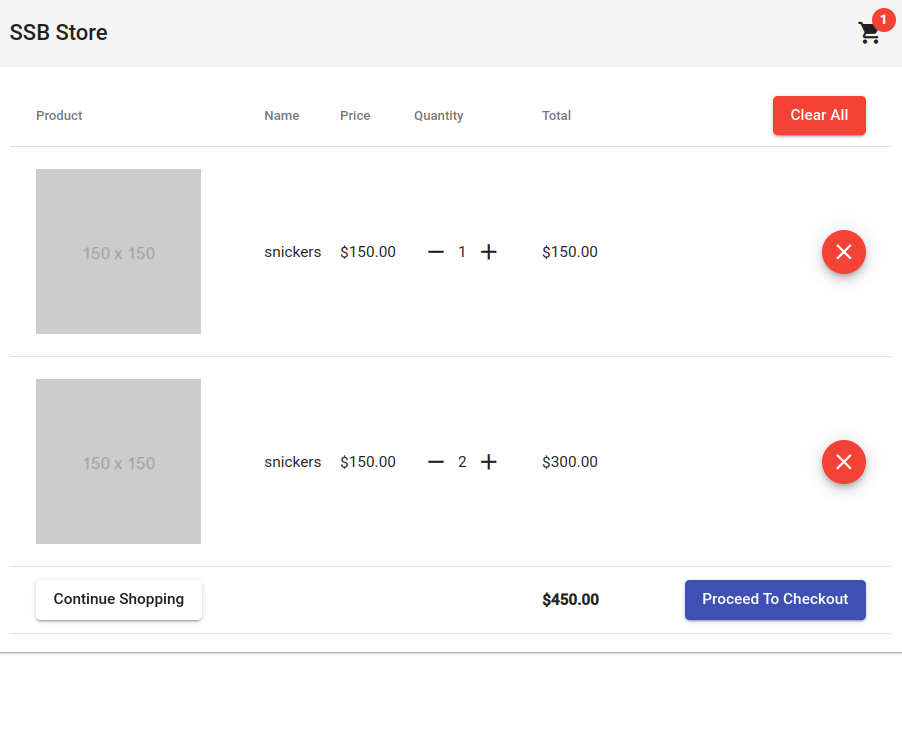 SSB Store
1
Product Name Price Quantity Total Clear All
150 x 150
snickers $150.00 1 $150.00
150 x 150
snickers $150.00 2 $300.00
Continue Shopping $450.00 Proceed To Checkout